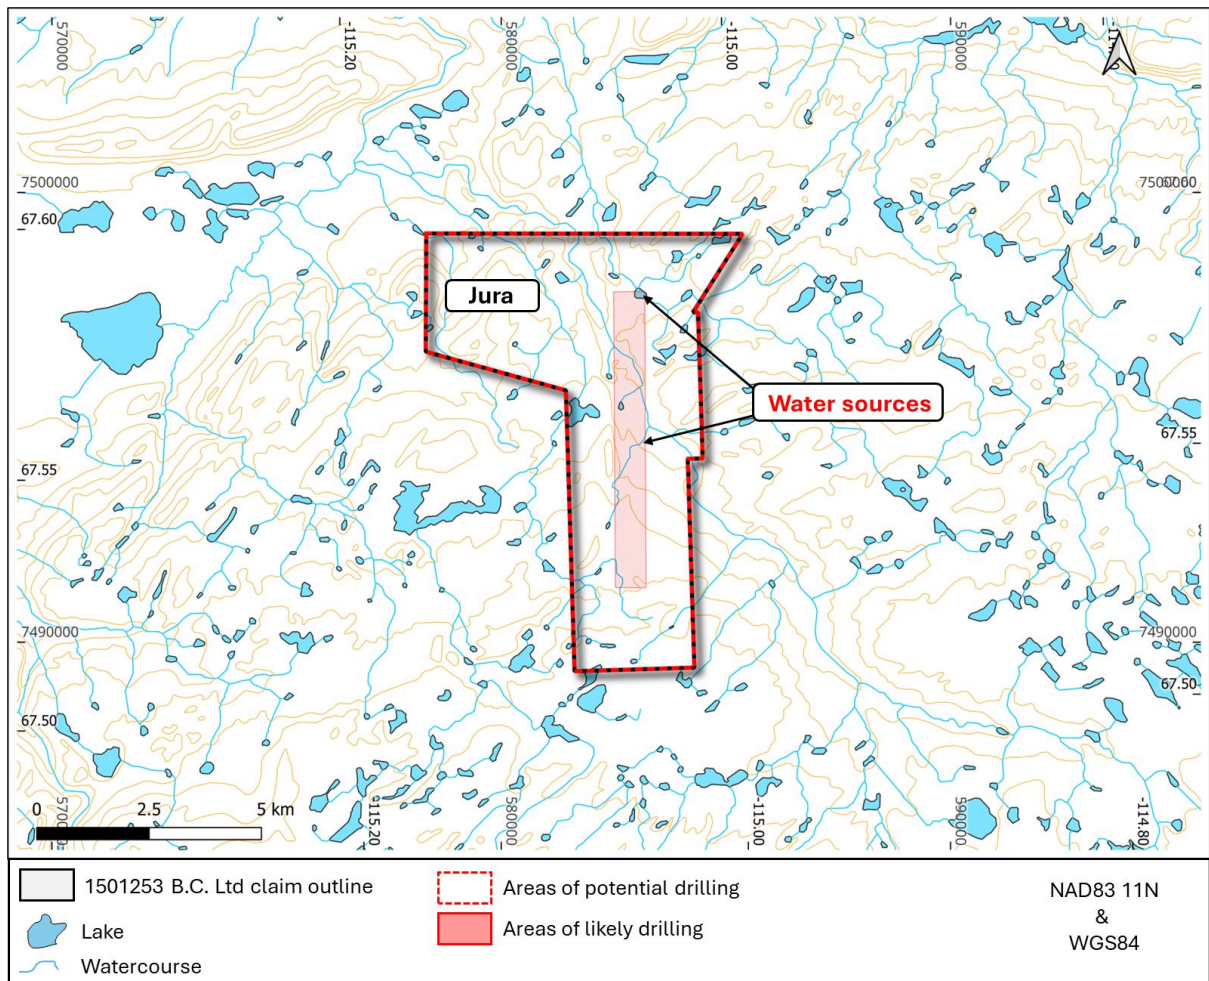 570000
-115.20
580000
-115.00
590000
7500000
67.60
7500000
67.60
Jura
Water sources
67.55
67.55
7490000
7490000
67.50
67.50
0 2.5 5 km
-115.20
580000
-115.00
590000
-114.80
1501253 B.C. Ltd claim outline
Lake
Watercourse
Areas of potential drilling
Areas of likely drilling
NAD83 11N
&
WGS84